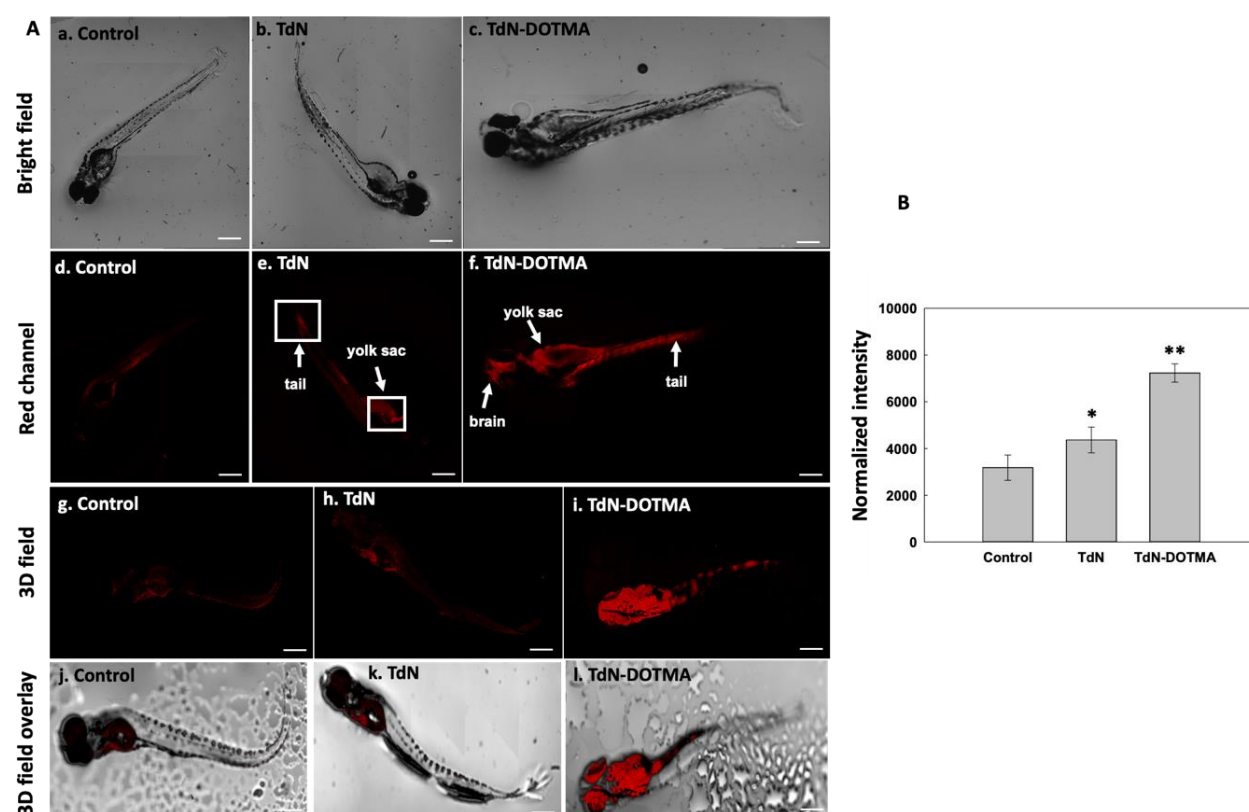 A
a. Control
b. TdN
c. TdN-DOTMA
Bright field
d. Control
e. TdN
f. TdN-DOTMA
Red channel
tail
yolk sac
yolk sac
brain
tail
g. Control
h. TdN
i. TdN-DOTMA
3D field
j. Control
k. TdN
l. TdN-DOTMA
3D field overlay
B
Normalized intensity
10000
8000
6000
4000
2000
0
*
**
Control TdN TdN-DOTMA